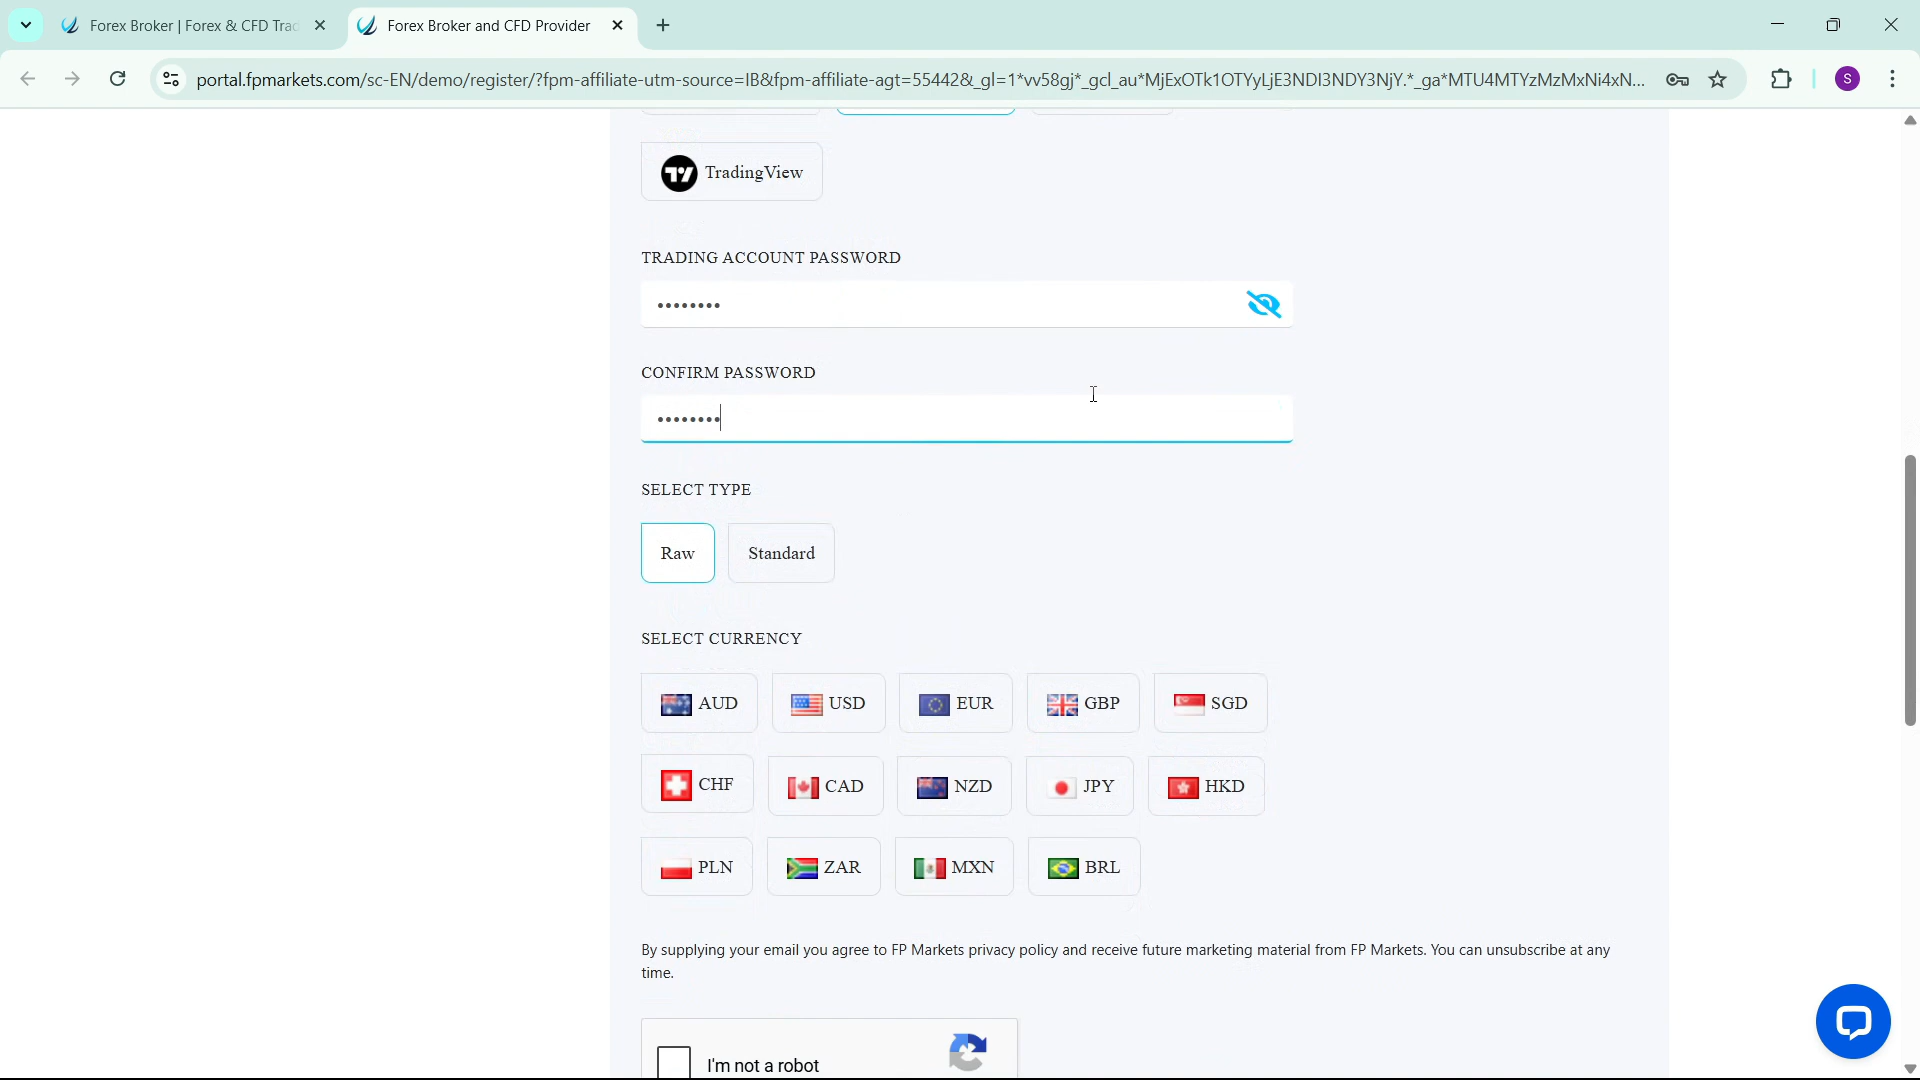 Forex Broker | Forex & CFD Trad
Forex Broker and CFD Provider
portal.fpmarkets.com/sc-EN/demo/register/?fpm-affiliate-utm-source=IB&fpm-affiliate-agt=55442&_gl=1*vv58gj*_gcl_au*MjExOTk1OTYyLjE3NDI3NDY3NjY.*_ga*MTU4MTYzMzMxNi4xN...
S
TradingView
TRADING ACCOUNT PASSWORD
••••••••
CONFIRM PASSWORD
••••••••
SELECT TYPE
Raw Standard
SELECT CURRENCY
AUD USD EUR GBP SGD
CHF CAD NZD JPY HKD
PLN ZAR MXN BRL
By supplying your email you agree to FP Markets privacy policy and receive future marketing material from FP Markets. You can unsubscribe at any
time.
I'm not a robot